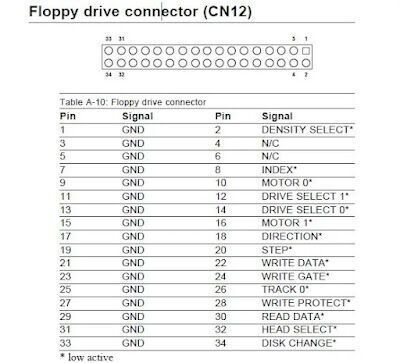 Floppy drive connector (CN12)
33 31 3 1
34 32 4 2
Table A-10: Floppy drive connector
Pin Signal Pin Signal
1 GND 2 DENSITY SELECT*
3 GND 4 N/C
5 GND 6 N/C
7 GND 8 INDEX*
9 GND 10 MOTOR 0*
11 GND 12 DRIVE SELECT 1*
13 GND 14 DRIVE SELECT 0*
15 GND 16 MOTOR 1*
17 GND 18 DIRECTION*
19 GND 20 STEP*
21 GND 22 WRITE DATA*
23 GND 24 WRITE GATE*
25 GND 26 TRACK 0*
27 GND 28 WRITE PROTECT*
29 GND 30 READ DATA*
31 GND 32 HEAD SELECT*
33 GND 34 DISK CHANGE*
* low active